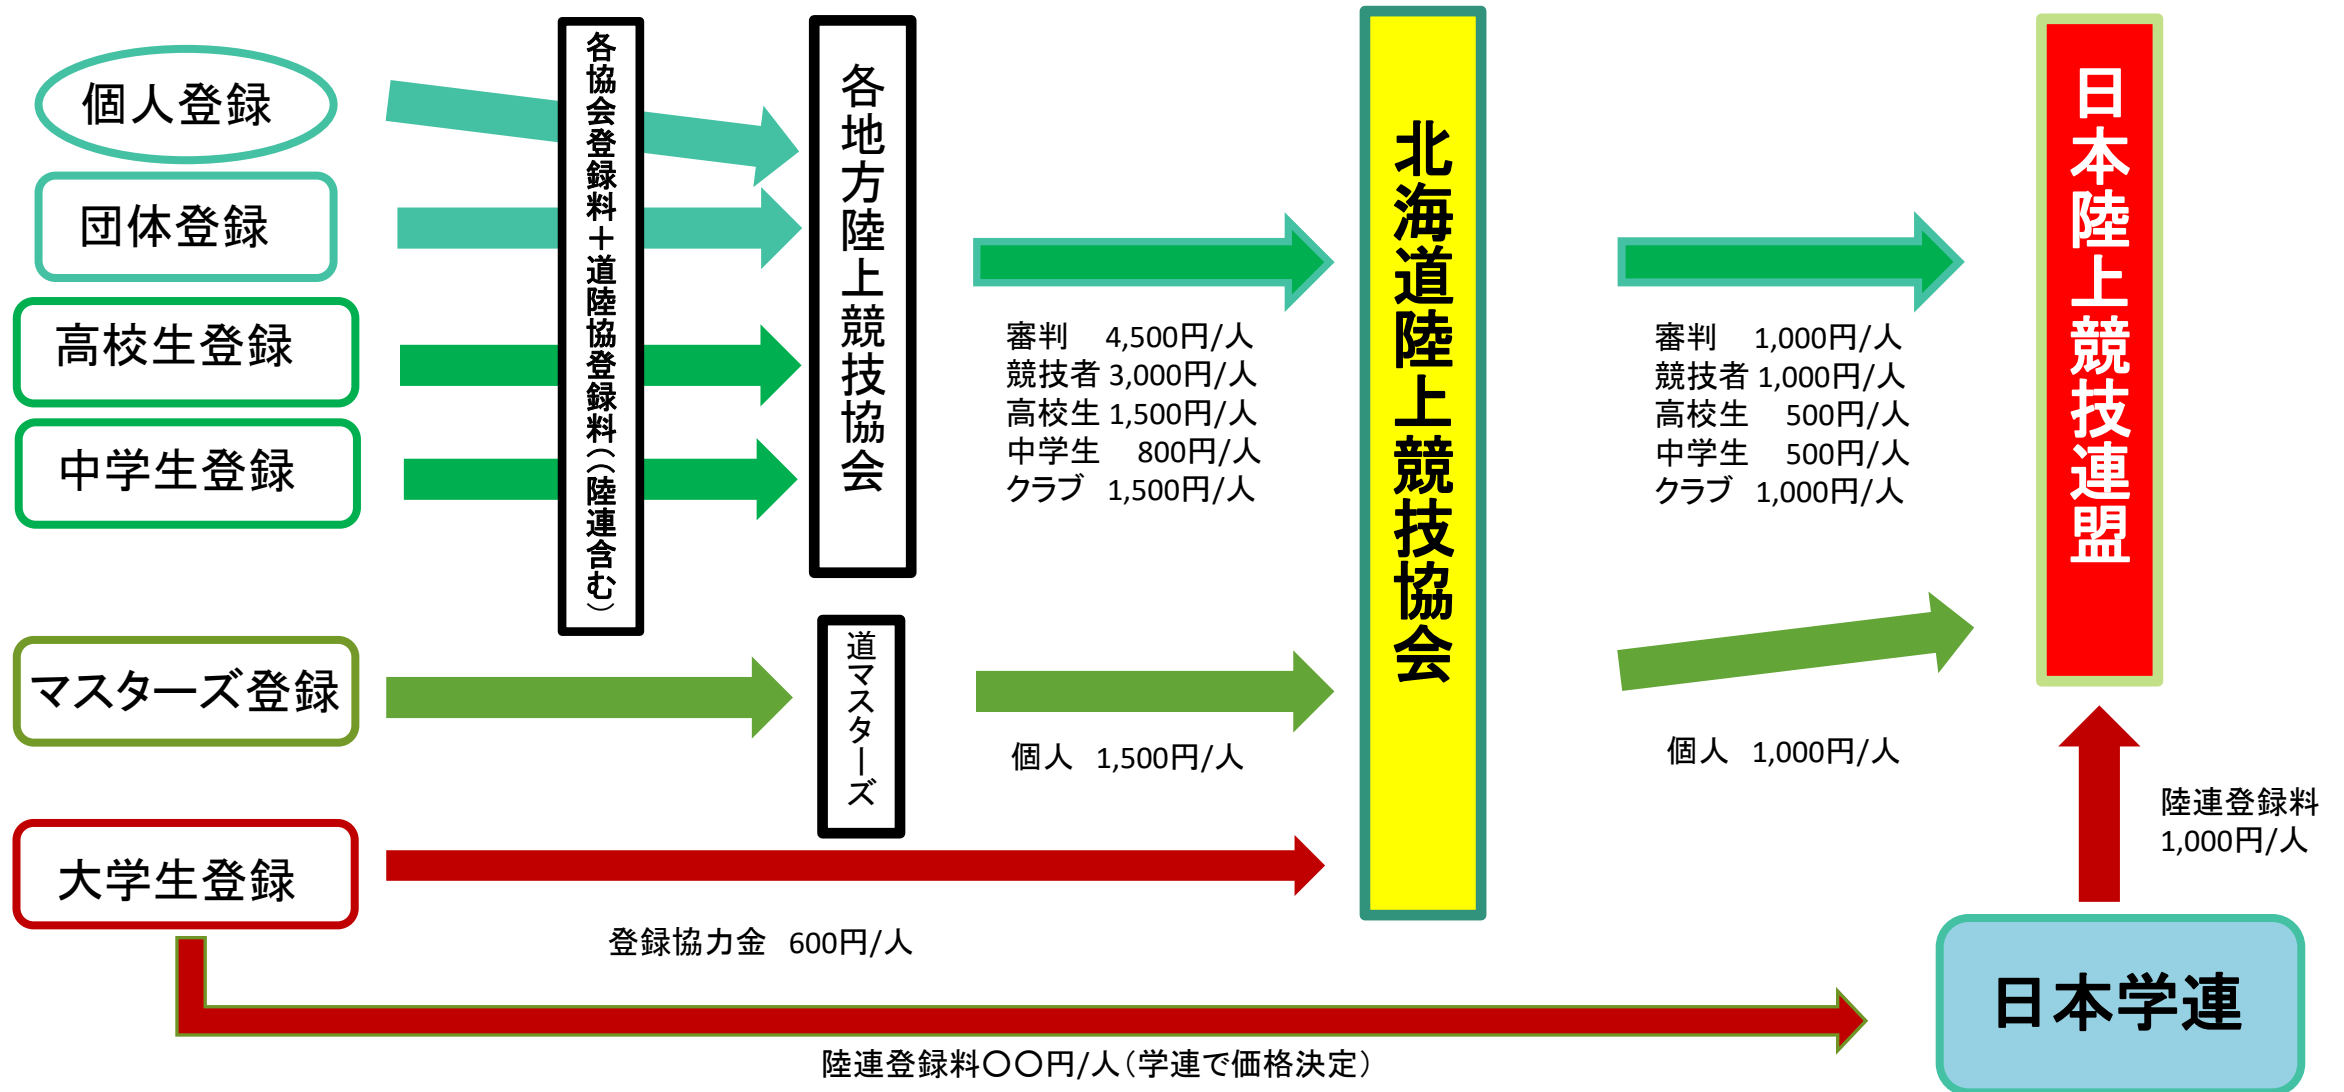 個人登録
団体登録
高校生登録
中学生登録
マスターズ登録
大学生登録
各協会登録料＋道陸協登録料（（陸連含む）
各地方陸上競技協会
道マスターズ
審判 4,500円/人
競技者 3,000円/人
高校生 1,500円/人
中学生 800円/人
クラブ 1,500円/人
個人 1,500円/人
登録協力金 600円/人
北海道陸上競技協会
審判 1,000円/人
競技者 1,000円/人
高校生 500円/人
中学生 500円/人
クラブ 1,000円/人
個人 1,000円/人
日本陸上競技連盟
陸連登録料
1,000円/人
日本学連
陸連登録料〇〇円/人（学連で価格決定）